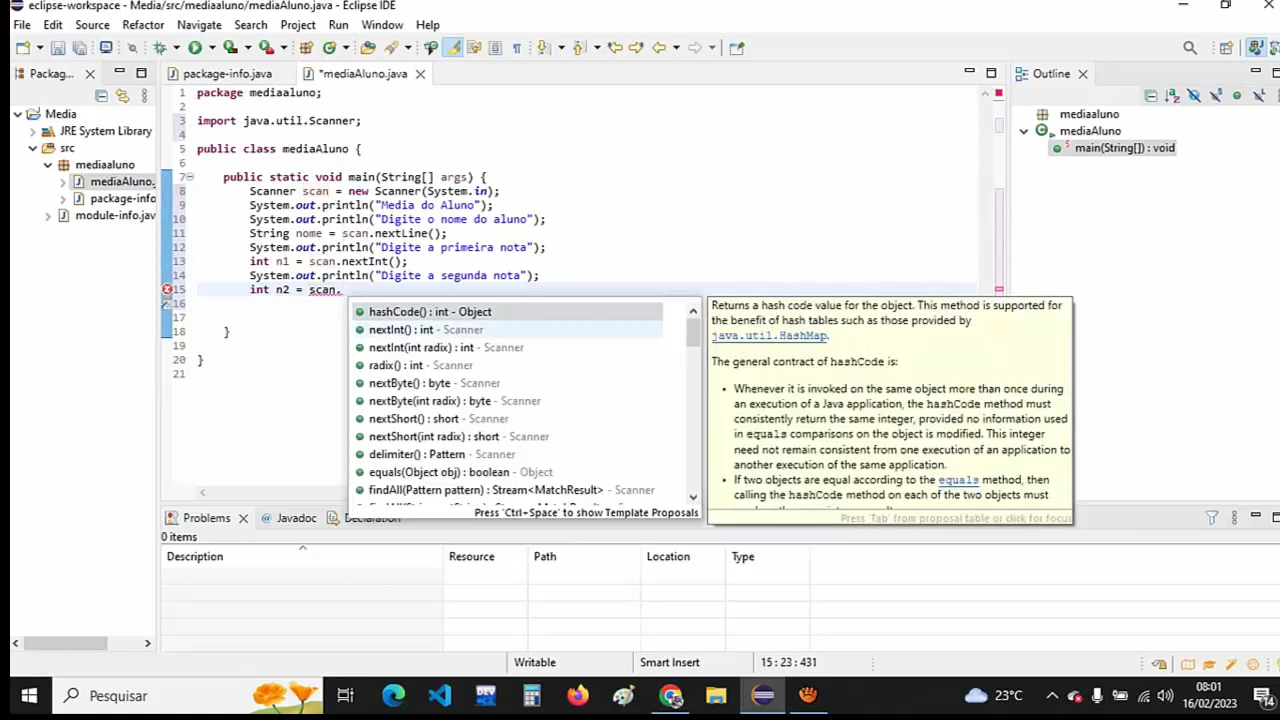 eclipse-workspace - Media/src/mediaaluno/mediaAluno.java - Eclipse IDE
File Edit Source Refactor Navigate Search Project Run Window Help
Packag...
package-info.java
*mediaAluno.java
Outline
Media
JRE System Library
src
mediaaluno
mediaAluno.
package-info
module-info.jav
1 package mediaaluno;
2
3 import java.util.Scanner;
4
5 public class mediaAluno {
6
7 public static void main(String[] args) {
8 Scanner scan = new Scanner(System.in);
9 System.out.println("Media do Aluno");
10 System.out.println("Digite o nome do aluno");
11 String nome = scan.nextLine();
12 System.out.println("Digite a primeira nota");
13 int n1 = scan.nextInt();
14 System.out.println("Digite a segunda nota");
15 int n2 = scan.
16
17
18 }
19
20 }
21
hashCode() : int - Object
nextInt() : int - Scanner
nextInt(int radix) : int - Scanner
radix() : int - Scanner
nextByte() : byte - Scanner
nextByte(int radix) : byte - Scanner
nextShort() : short - Scanner
nextShort(int radix) : short - Scanner
delimiter() : Pattern - Scanner
equals(Object obj) : boolean - Object
findAll(Pattern pattern) : Stream<MatchResult> - Scanner
Press 'Ctrl+Space' to show Template Proposals
Returns a hash code value for the object. This method is supported for
the benefit of hash tables such as those provided by
java.util.HashMap.
The general contract of hashCode is:
• Whenever it is invoked on the same object more than once during
an execution of a Java application, the hashCode method must
consistently return the same integer, provided no information used
in equals comparisons on the object is modified. This integer
need not remain consistent from one execution of an application to
another execution of the same application.
• If two objects are equal according to the equals method, then
calling the hashCode method on each of the two objects must
Press 'Tab' from proposal table or click for focus
mediaaluno
mediaAluno
main(String[]) : void
Problems
Javadoc
Declaration
0 items
Description Resource Path Location Type
Writable Smart Insert 15 : 23 : 431
Pesquisar
DEV
23°C
08:01
16/02/2023
14